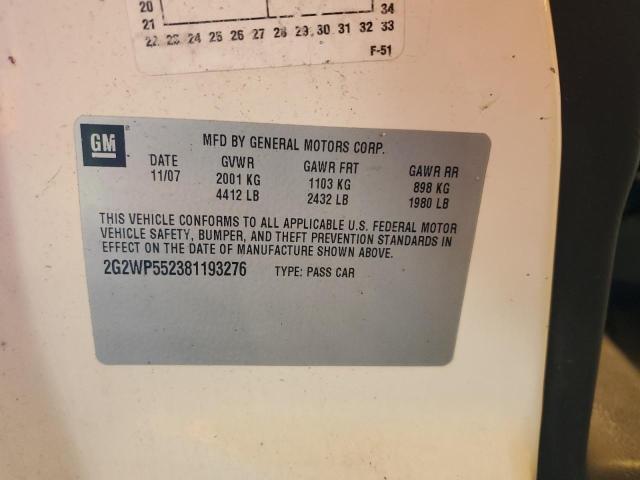 20 34
21
22 23 24 25 26 27 28 29 30 31 32 33
F-51
GM
MFD BY GENERAL MOTORS CORP.
DATE GVWR GAWR FRT GAWR RR
11/07 2001 KG 1103 KG 898 KG
4412 LB 2432 LB 1980 LB
THIS VEHICLE CONFORMS TO ALL APPLICABLE U.S. FEDERAL MOTOR
VEHICLE SAFETY, BUMPER, AND THEFT PREVENTION STANDARDS IN
EFFECT ON THE DATE OF MANUFACTURE SHOWN ABOVE.
2G2WP552381193276 TYPE: PASS CAR